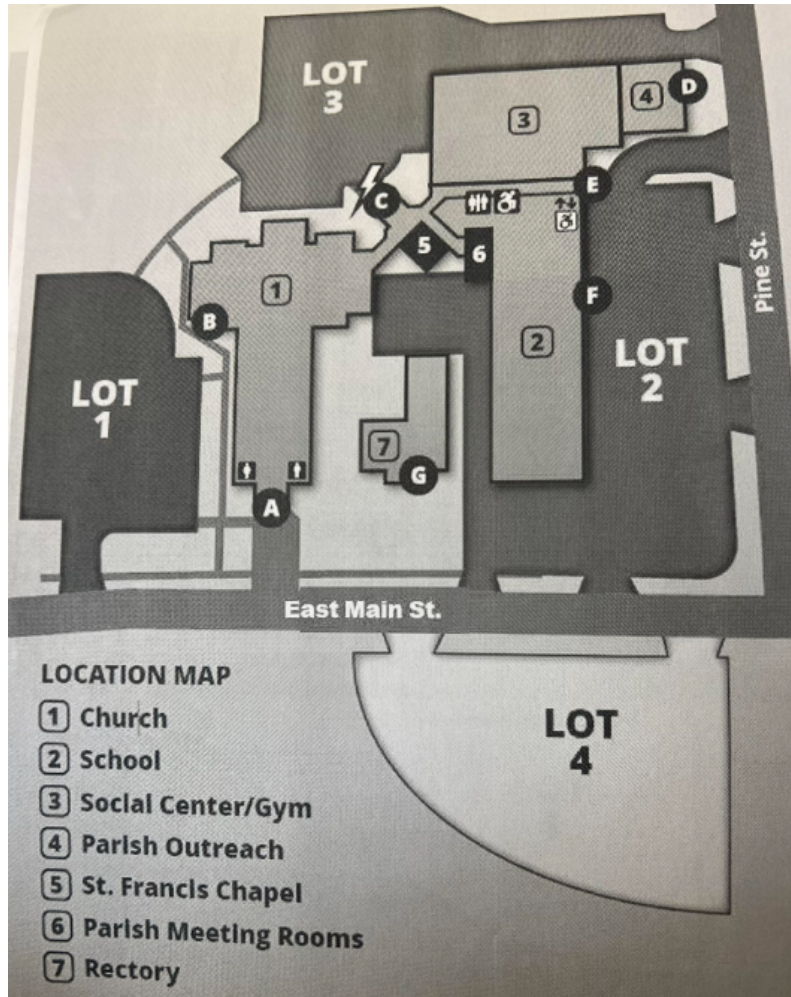 LOT
3
3
4
D
C
E
5
6
1
B
F
2
LOT
2
Pine St.
LOT
1
7
G
A
East Main St.
LOCATION MAP
1 Church
2 School
3 Social Center/Gym
4 Parish Outreach
5 St. Francis Chapel
6 Parish Meeting Rooms
7 Rectory
LOT
4